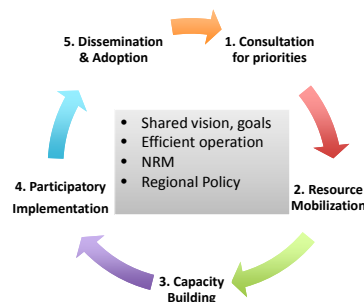 5. Dissemination
& Adoption
1. Consultation
for priorities
• Shared vision, goals
• Efficient operation
• NRM
• Regional Policy
4. Participatory
Implementation
2. Resource
Mobilization
3. Capacity
Building